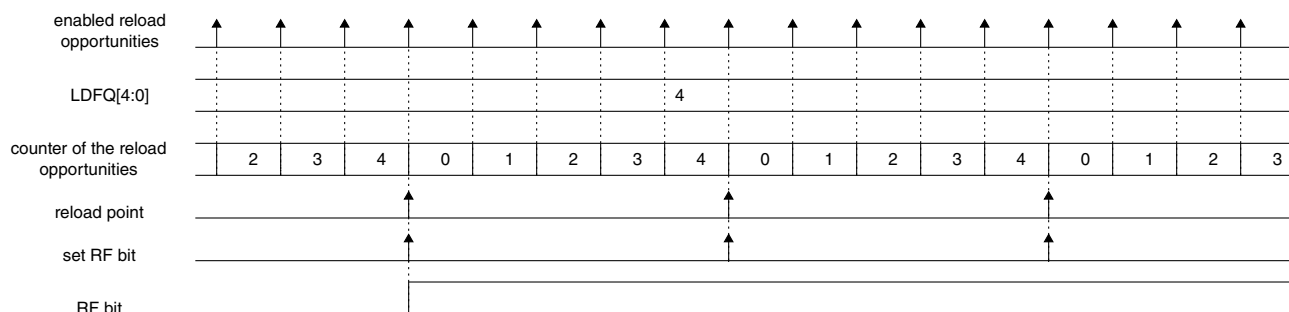 enabled reload
opportunities
LDFQ[4:0]
4
counter of the reload
opportunities
2 3 4 0 1 2 3 4 0 1 2 3 4 0 1 2 3
reload point
set RF bit
RF bit